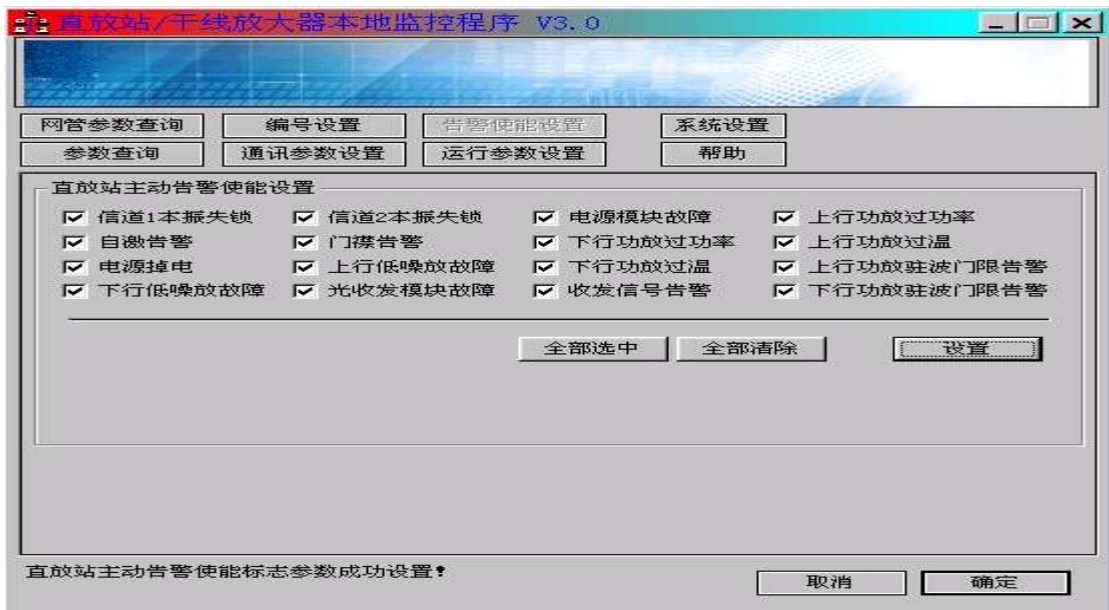 直放站/干线放大器本地监控程序 V3.0
网管参数查询 编号设置 告警使能设置 系统设置
参数查询 通讯参数设置 运行参数设置 帮助
直放站主动告警使能设置
信道1本振失锁 信道2本振失锁 电源模块故障 上行功放过功率
自激告警 门襟告警 下行功放过功率 上行功放过温
电源掉电 上行低噪放故障 下行功放过温 上行功放驻波门限告警
下行低噪放故障 光收发模块故障 收发信号告警 下行功放驻波门限告警
全部选中 全部清除 设置
直放站主动告警使能标志参数成功设置!
取消 确定